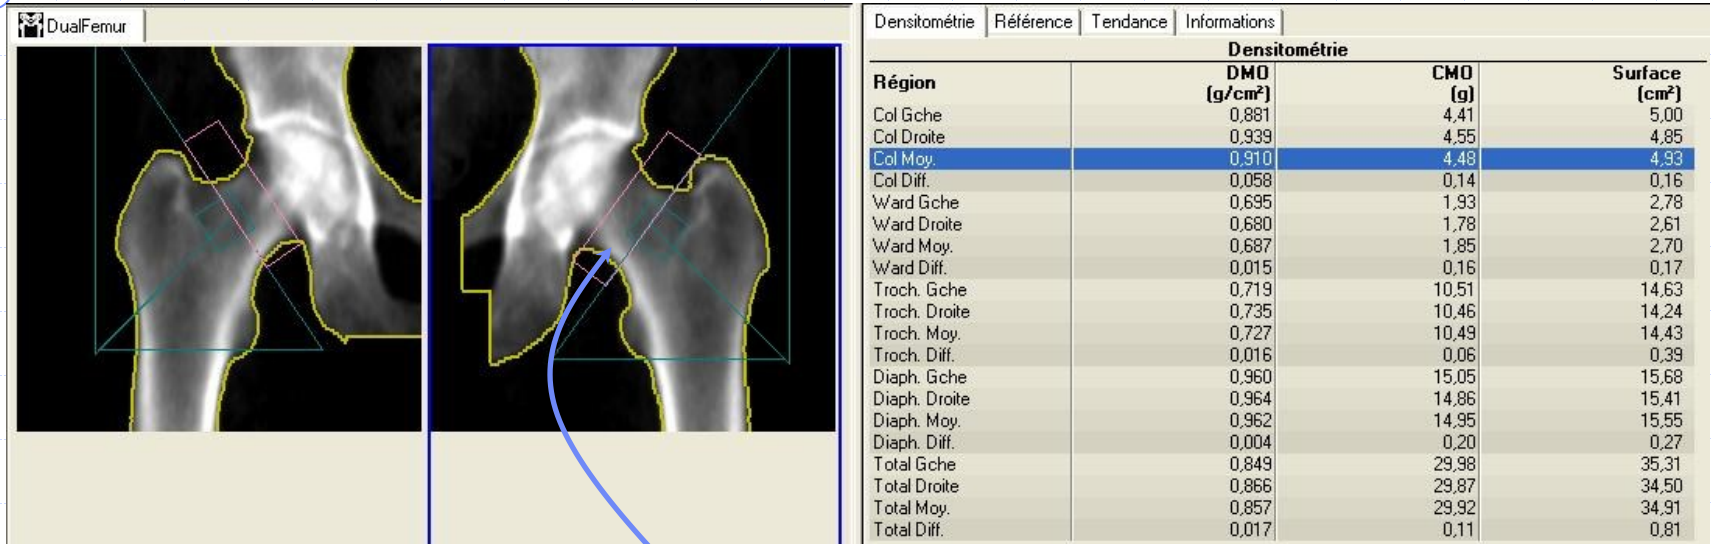 DualFemur
Densitométrie Référence Tendance Informations
Densitométrie
Région DMO (g/cm²) CMO (g) Surface (cm²)
Col Gche 0,881 4,41 5,00
Col Droite 0,939 4,55 4,85
Col Moy. 0,910 4,48 4,93
Col Diff. 0,058 0,14 0,16
Ward Gche 0,695 1,93 2,78
Ward Droite 0,680 1,78 2,61
Ward Moy. 0,687 1,85 2,70
Ward Diff. 0,015 0,16 0,17
Troch. Gche 0,719 10,51 14,63
Troch. Droite 0,735 10,46 14,24
Troch. Moy. 0,727 10,49 14,43
Troch. Diff. 0,016 0,06 0,39
Diaph. Gche 0,960 15,05 15,68
Diaph. Droite 0,964 14,86 15,41
Diaph. Moy. 0,962 14,95 15,55
Diaph. Diff. 0,004 0,20 0,27
Total Gche 0,849 29,98 35,31
Total Droite 0,866 29,87 34,50
Total Moy. 0,857 29,92 34,91
Total Diff. 0,017 0,11 0,81